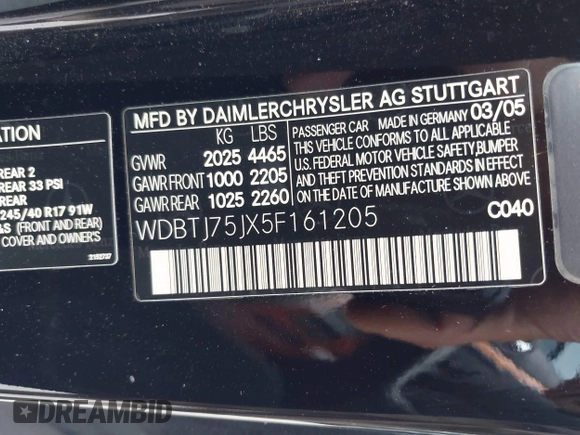 ATION
REAR 2
REAR 33 PSI
REAR
245/40 R17 91W
&S (FRONT AND REAR)
COVER AND OWNERS
2182737
MFD BY DAIMLERCHRYSLER AG STUTTGART
KG LBS
GVWR 2025 4465
GAWR FRONT 1000 2205
GAWR REAR 1025 2260
PASSENGER CAR MADE IN GERMANY 03/05
THIS VEHICLE CONFORMS TO ALL APPLICABLE
U.S. FEDERAL MOTOR VEHICLE SAFETY, BUMPER
AND THEFT PREVENTION STANDARDS IN EFFECT
ON THE DATE OF MANUFACTURE SHOWN ABOVE
WDBTJ75JX5F161205
C040
DREAMBID